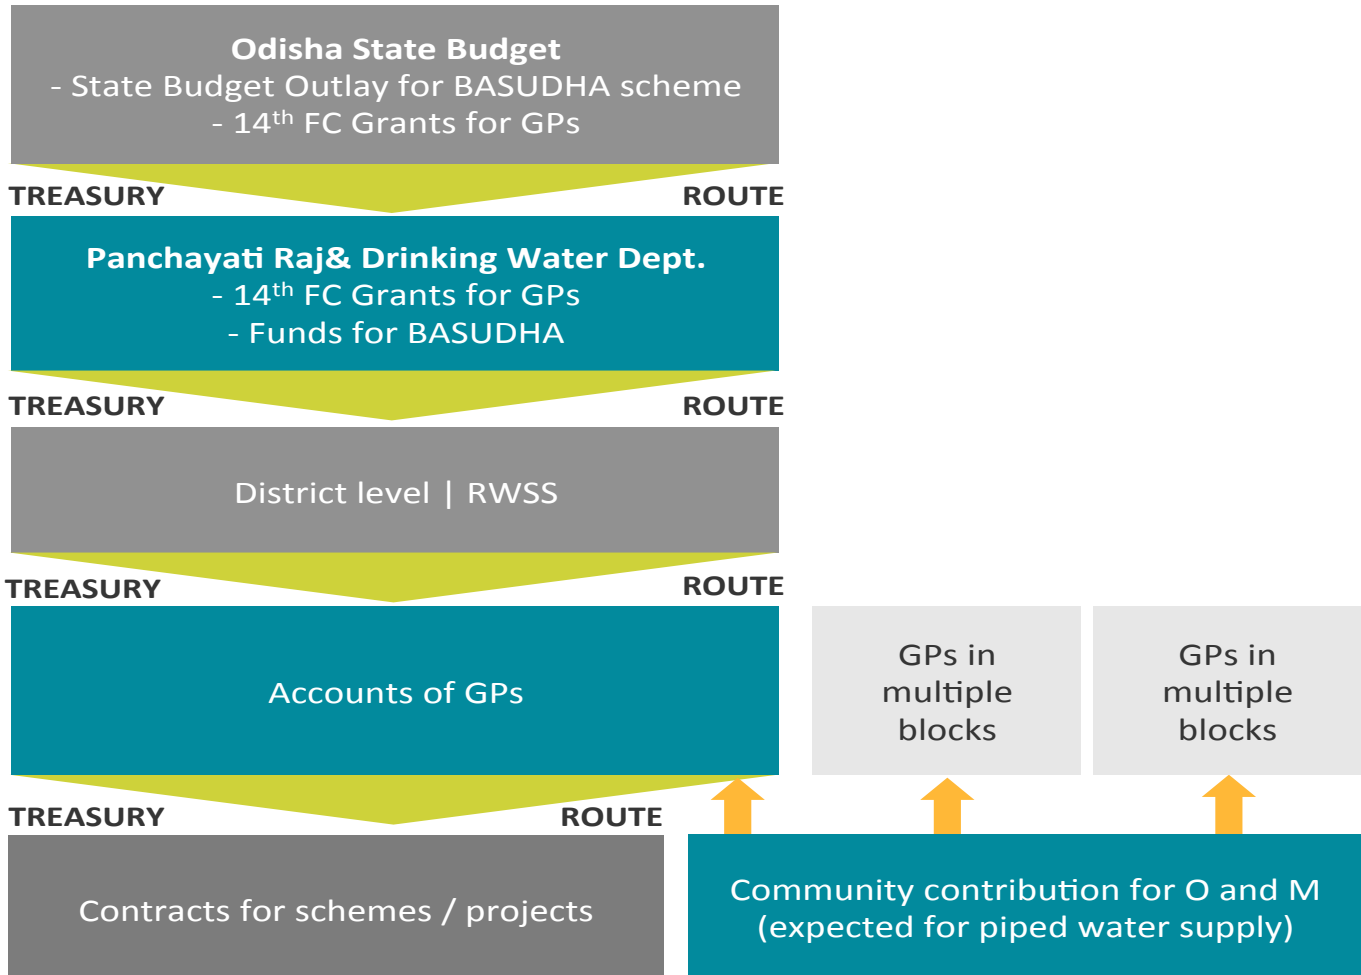 Odisha State Budget
- State Budget Outlay for BASUDHA scheme
- 14th FC Grants for GPs
TREASURY ROUTE
Panchayati Raj& Drinking Water Dept.
- 14th FC Grants for GPs
- Funds for BASUDHA
TREASURY ROUTE
District level | RWSS
TREASURY ROUTE
Accounts of GPs
GPs in
multiple
blocks
GPs in
multiple
blocks
TREASURY ROUTE
Contracts for schemes / projects
Community contribution for O and M
(expected for piped water supply)